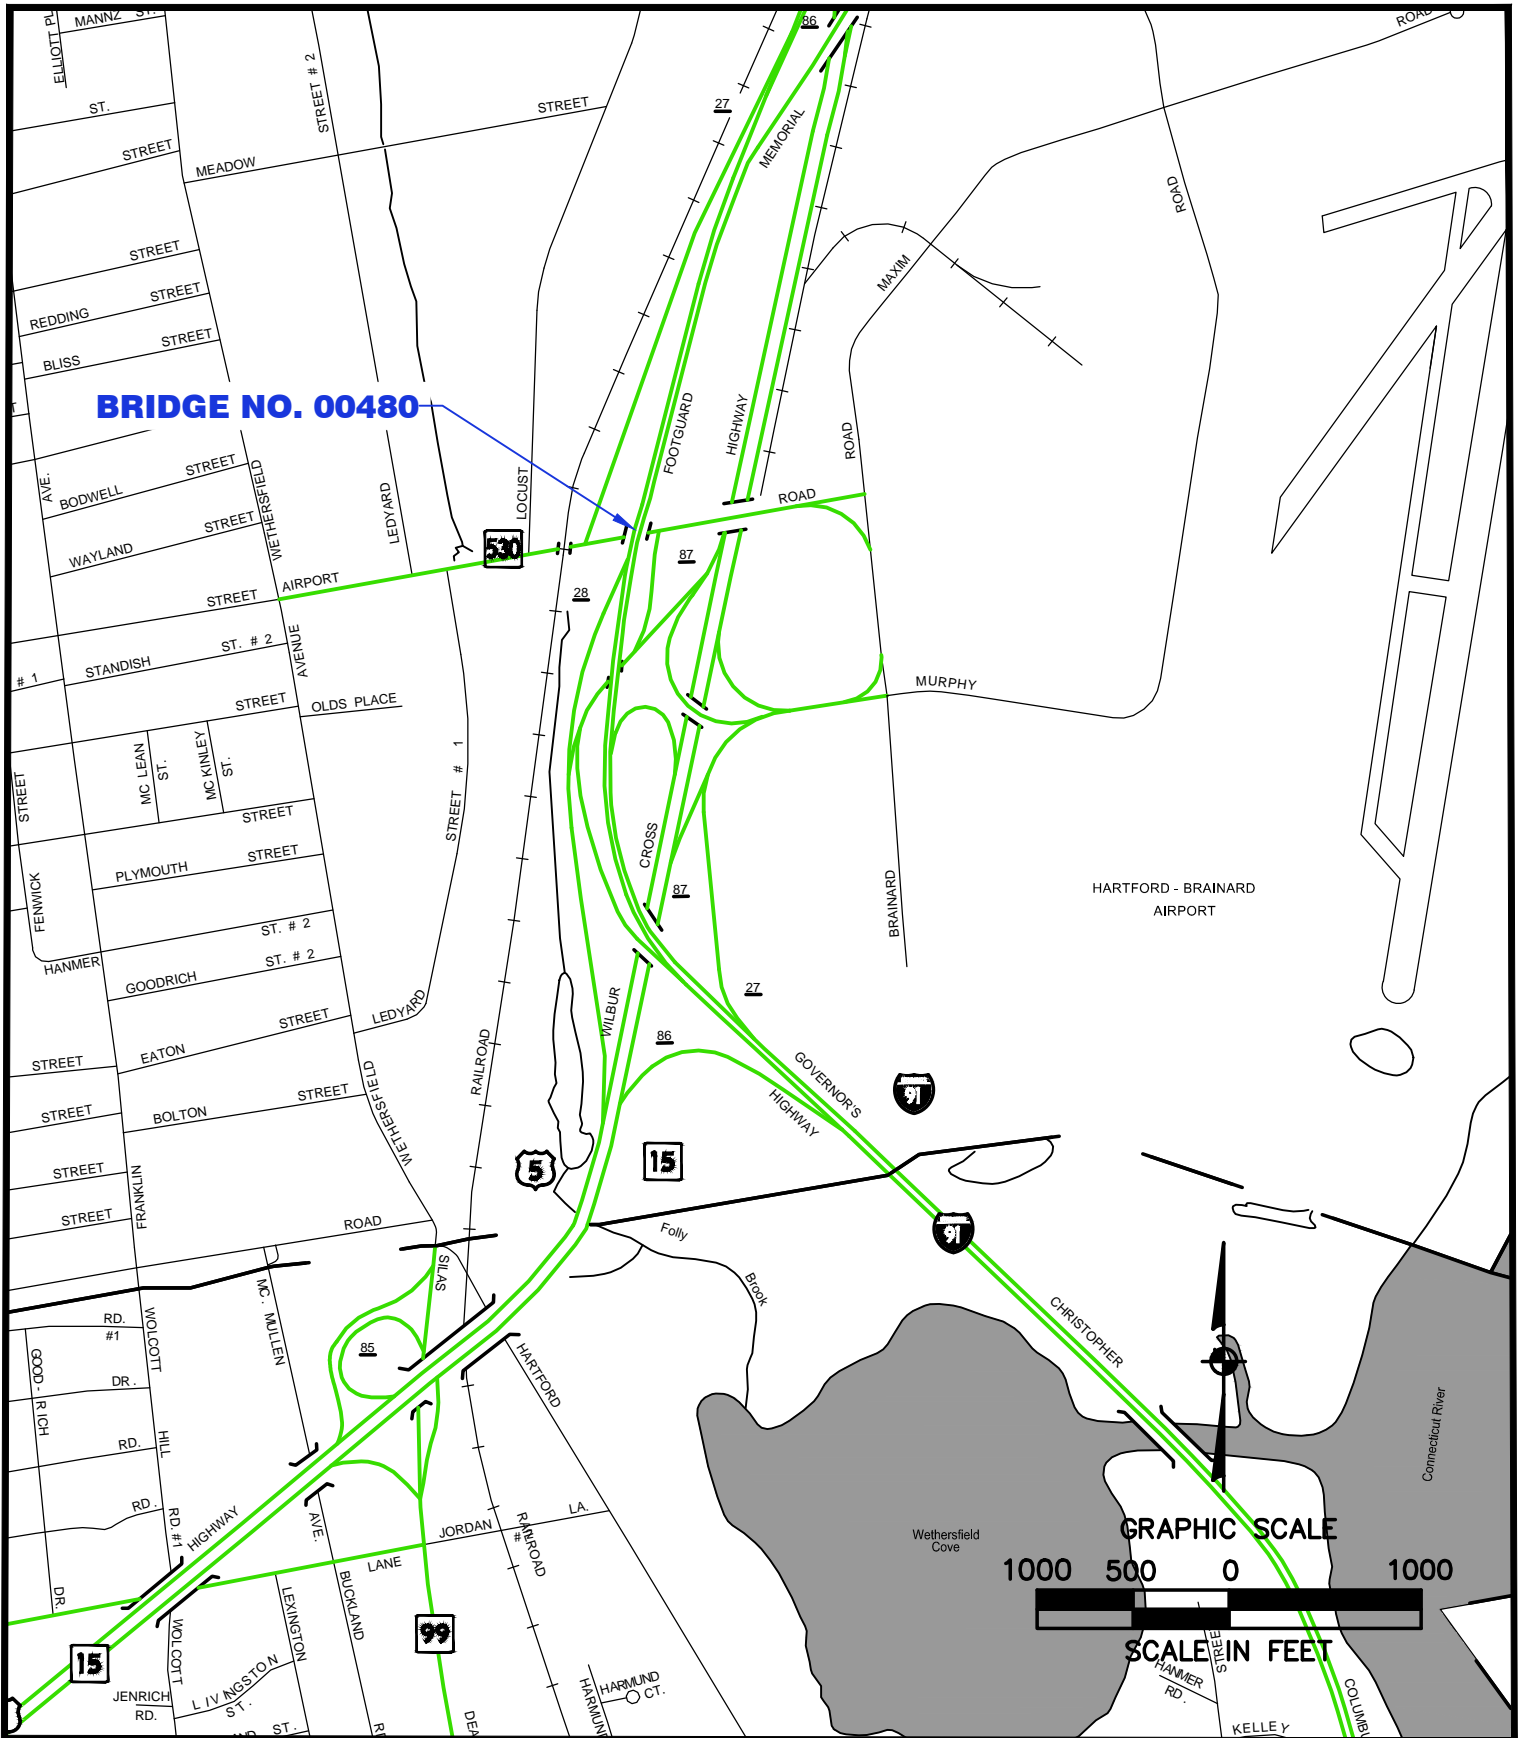 MANNZ ST.
ELLIOTT PL
86
ROAD
ST.
STREET # 2
27
STREET
MEMORIAL
STREET
MEADOW
ROAD
STREET
MAXIM
STREET
REDDING
STREET
BLISS
BRIDGE NO. 00480
FOOTGUARD
HIGHWAY
ROAD
AVE.
BODWELL
STREET
WETHERSFIELD
LEDYARD
LOCUST
ROAD
WAYLAND
STREET
530
87
AIRPORT
STREET
28
STANDISH
ST. # 2
AVENUE
# 1
MURPHY
STREET
OLDS PLACE
MC LEAN
ST.
MC KINLEY
ST.
STREET # 1
STREET
STREET
CROSS
PLYMOUTH
STREET
FENWICK
87
BRAINARD
HARTFORD - BRAINARD
AIRPORT
HANMER
ST. # 2
GOODRICH
ST. # 2
27
LEDYARD
WILBUR
STREET
EATON
STREET
RAILROAD
86
GOVERNOR'S
HIGHWAY
91
STREET
BOLTON
STREET
WETHERSFIELD
STREET
5
15
STREET
FRANKLIN
ROAD
Folly
91
SILAS
Brook
MC. MULLEN
RD.
#1
WOLCOTT
85
CHRISTOPHER
GOOD-RICH
DR.
HARTFORD
RD.
HILL
Connecticut River
RD.
RD. #1
HIGHWAY
AVE.
JORDAN
LA.
#
RAILROAD
LANE
Wethersfield
Cove
GRAPHIC SCALE
1000 500 0 1000
SCALE IN FEET
DR.
LEXINGTON
BUCKLAND
99
WOLCOTT
15
LIVINGSTON
ST.
JENRICH
RD.
ST.
HARMUND
CT.
HARMUND
HANMER
RD.
KELLEY